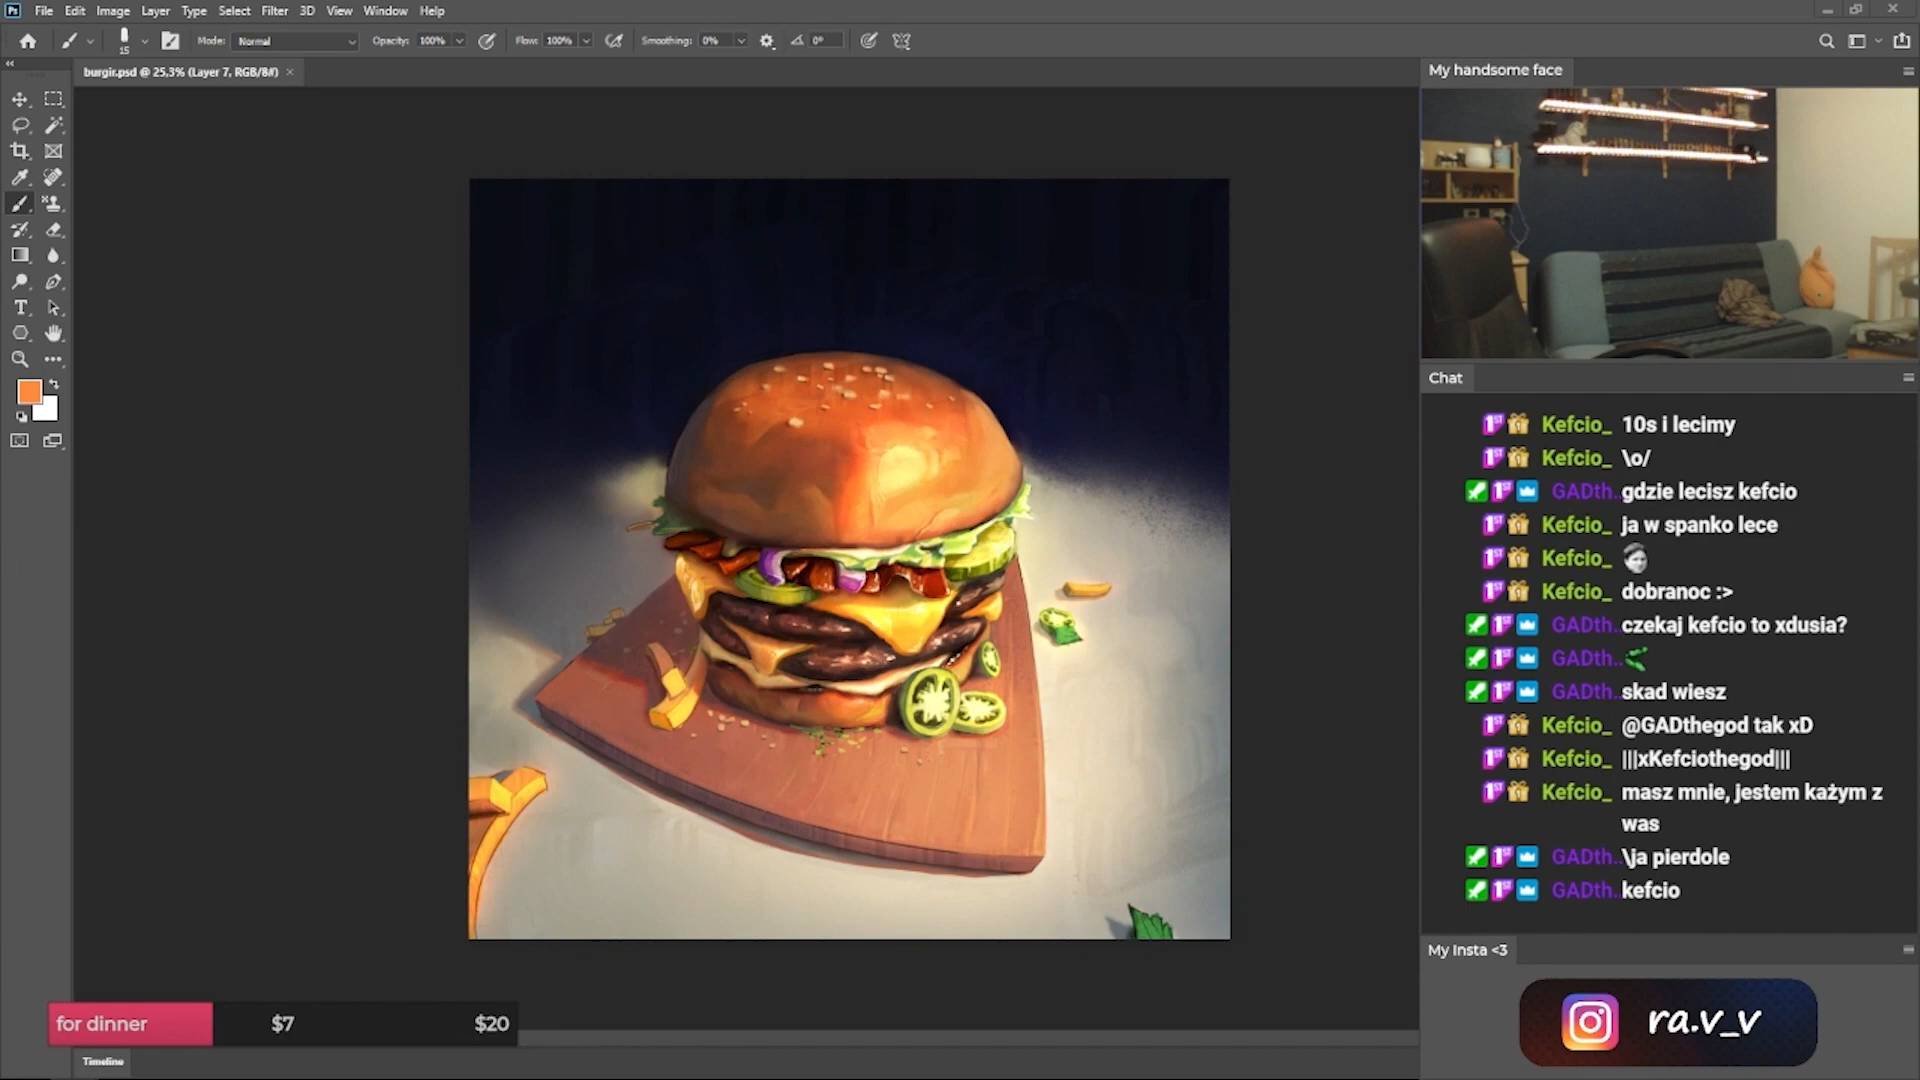 Ps File Edit Image Layer Type Select Filter 3D View Window Help
15 Mode: Normal Opacity: 100% Flow: 100% Smoothing: 0% 0°
burgir.psd @ 25,3% (Layer 7, RGB/8#) ×
My handsome face
Chat
Kefcio_ 10s i lecimy
Kefcio_ \o/
GADth.. gdzie lecisz kefcio
Kefcio_ ja w spanko lece
Kefcio_
Kefcio_ dobranoc :>
GADth.. czekaj kefcio to xdusia?
GADth..
GADth.. skad wiesz
Kefcio_ @GADthegod tak xD
Kefcio_ |||xKefciothegod|||
Kefcio_ masz mnie, jestem każym z
was
GADth.. \ja pierdole
GADth.. kefcio
My Insta <3
ra.v_v
for dinner $7 $20
Timeline